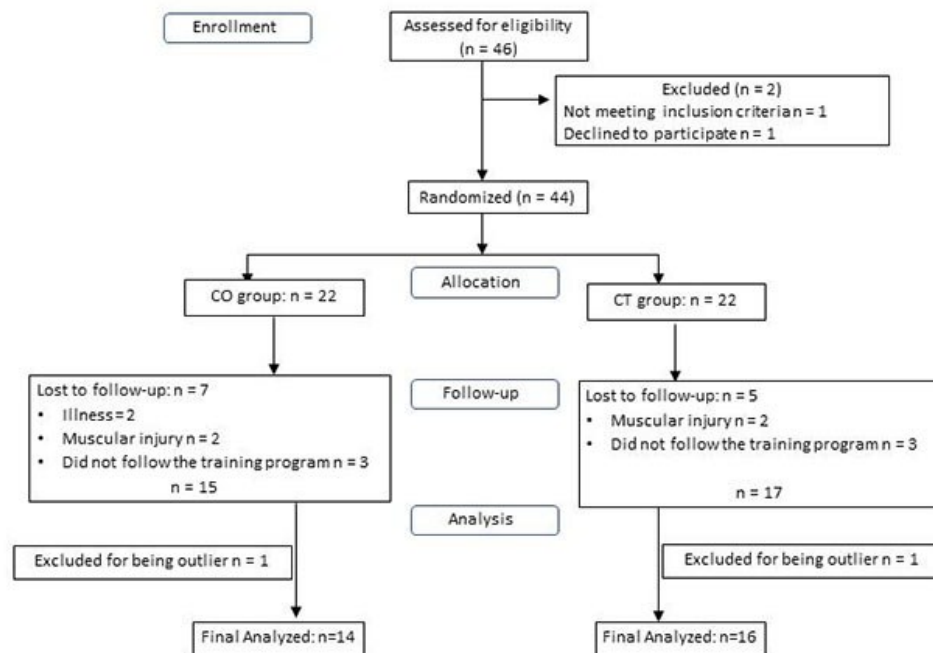 Enrollment
Assessed for eligibility
(n = 46)
Excluded (n = 2)
Not meeting inclusion criteria n = 1
Declined to participate n = 1
Randomized (n = 44)
Allocation
CO group: n = 22
CT group: n = 22
Follow-up
Lost to follow-up: n = 7
• Illness=2
• Muscular injury n = 2
• Did not follow the training program n = 3
n = 15
Lost to follow-up: n = 5
• Muscular injury n = 2
• Did not follow the training program n = 3
n = 17
Analysis
Excluded for being outlier n = 1
Excluded for being outlier n = 1
Final Analyzed: n=14
Final Analyzed: n=16